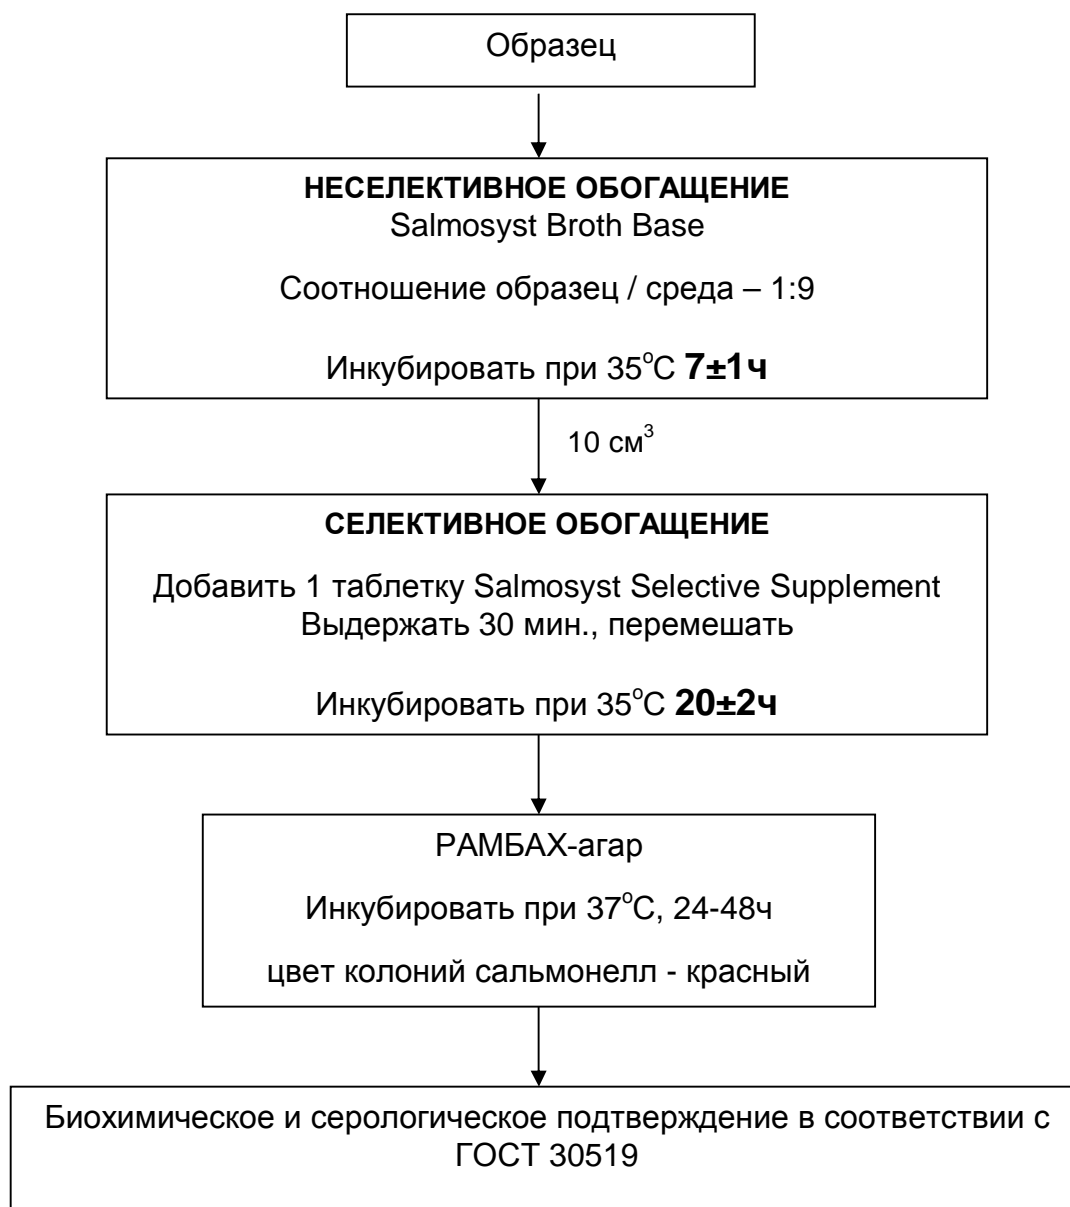 Образец
НЕСЕЛЕКТИВНОЕ ОБОГАЩЕНИЕ
Salmosyst Broth Base
Соотношение образец / среда – 1:9
Инкубировать при 35°С 7±1ч
10 см³
СЕЛЕКТИВНОЕ ОБОГАЩЕНИЕ
Добавить 1 таблетку Salmosyst Selective Supplement
Выдержать 30 мин., перемешать
Инкубировать при 35°С 20±2ч
РАМБАХ-агар
Инкубировать при 37°С, 24-48ч
цвет колоний сальмонелл - красный
Биохимическое и серологическое подтверждение в соответствии с
ГОСТ 30519